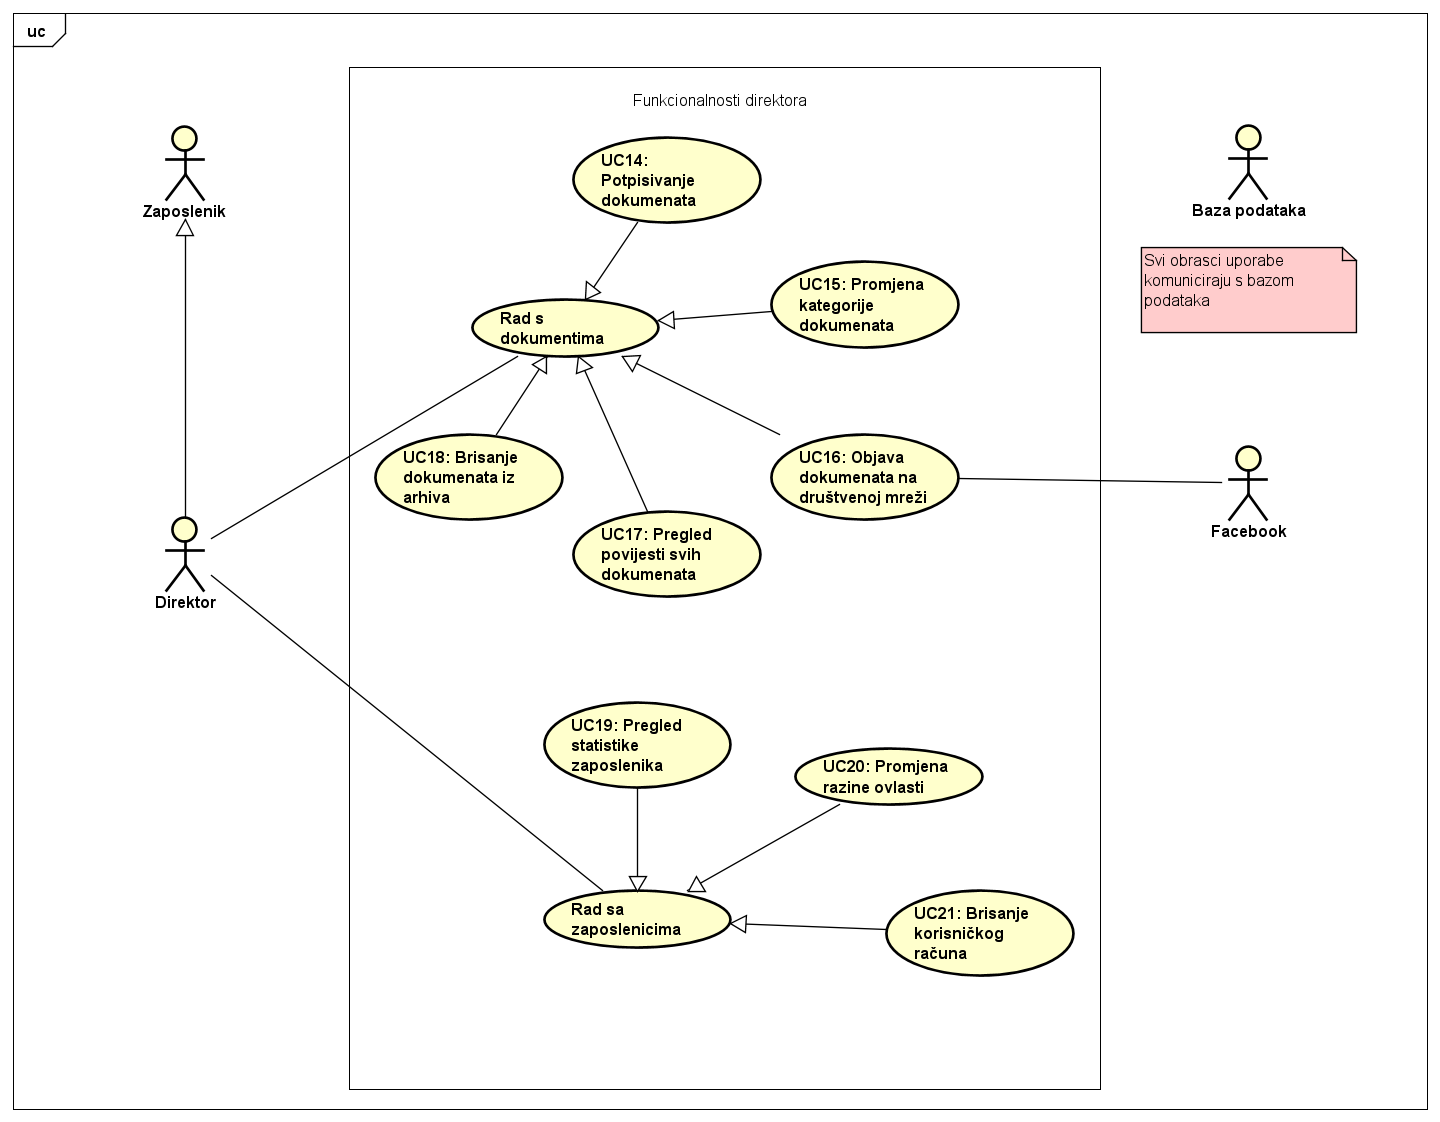 uc
Funkcionalnosti direktora
Zaposlenik
Baza podataka
UC14:
Potpisivanje
dokumenata
Svi obrasci uporabe
komuniciraju s bazom
podataka
UC15: Promjena
kategorije
dokumenata
Rad s
dokumentima
UC18: Brisanje
dokumenata iz
arhiva
UC16: Objava
dokumenata na
društvenoj mreži
Facebook
UC17: Pregled
povijesti svih
dokumenata
Direktor
UC19: Pregled
statistike
zaposlenika
UC20: Promjena
razine ovlasti
Rad sa
zaposlenicima
UC21: Brisanje
korisničkog
računa